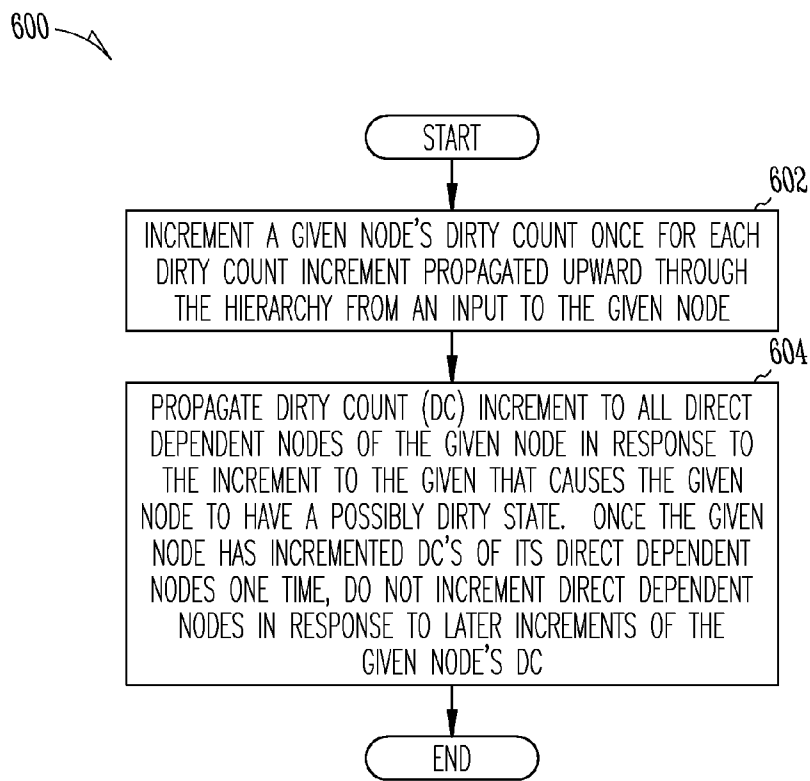 600
START
602
INCREMENT A GIVEN NODE'S DIRTY COUNT ONCE FOR EACH
DIRTY COUNT INCREMENT PROPAGATED UPWARD THROUGH
THE HIERARCHY FROM AN INPUT TO THE GIVEN NODE
604
PROPAGATE DIRTY COUNT (DC) INCREMENT TO ALL DIRECT
DEPENDENT NODES OF THE GIVEN NODE IN RESPONSE TO
THE INCREMENT TO THE GIVEN THAT CAUSES THE GIVEN
NODE TO HAVE A POSSIBLY DIRTY STATE. ONCE THE GIVEN
NODE HAS INCREMENTED DC'S OF ITS DIRECT DEPENDENT
NODES ONE TIME, DO NOT INCREMENT DIRECT DEPENDENT
NODES IN RESPONSE TO LATER INCREMENTS OF THE
GIVEN NODE'S DC
END